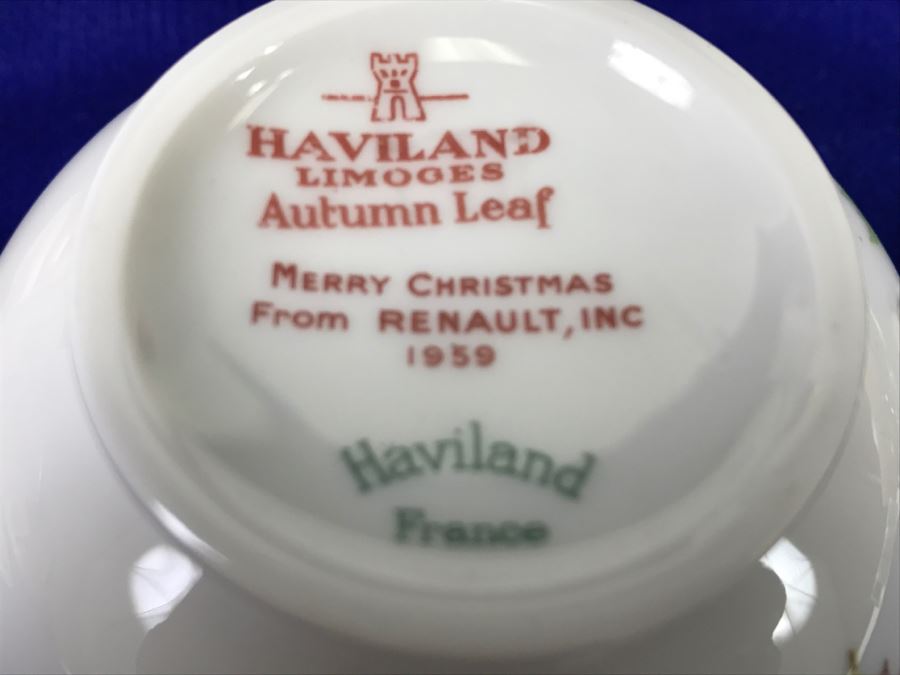 HAVILAND
LIMOGES
Autumn Leaf
MERRY CHRISTMAS
From RENAULT, INC
1959
Haviland
France